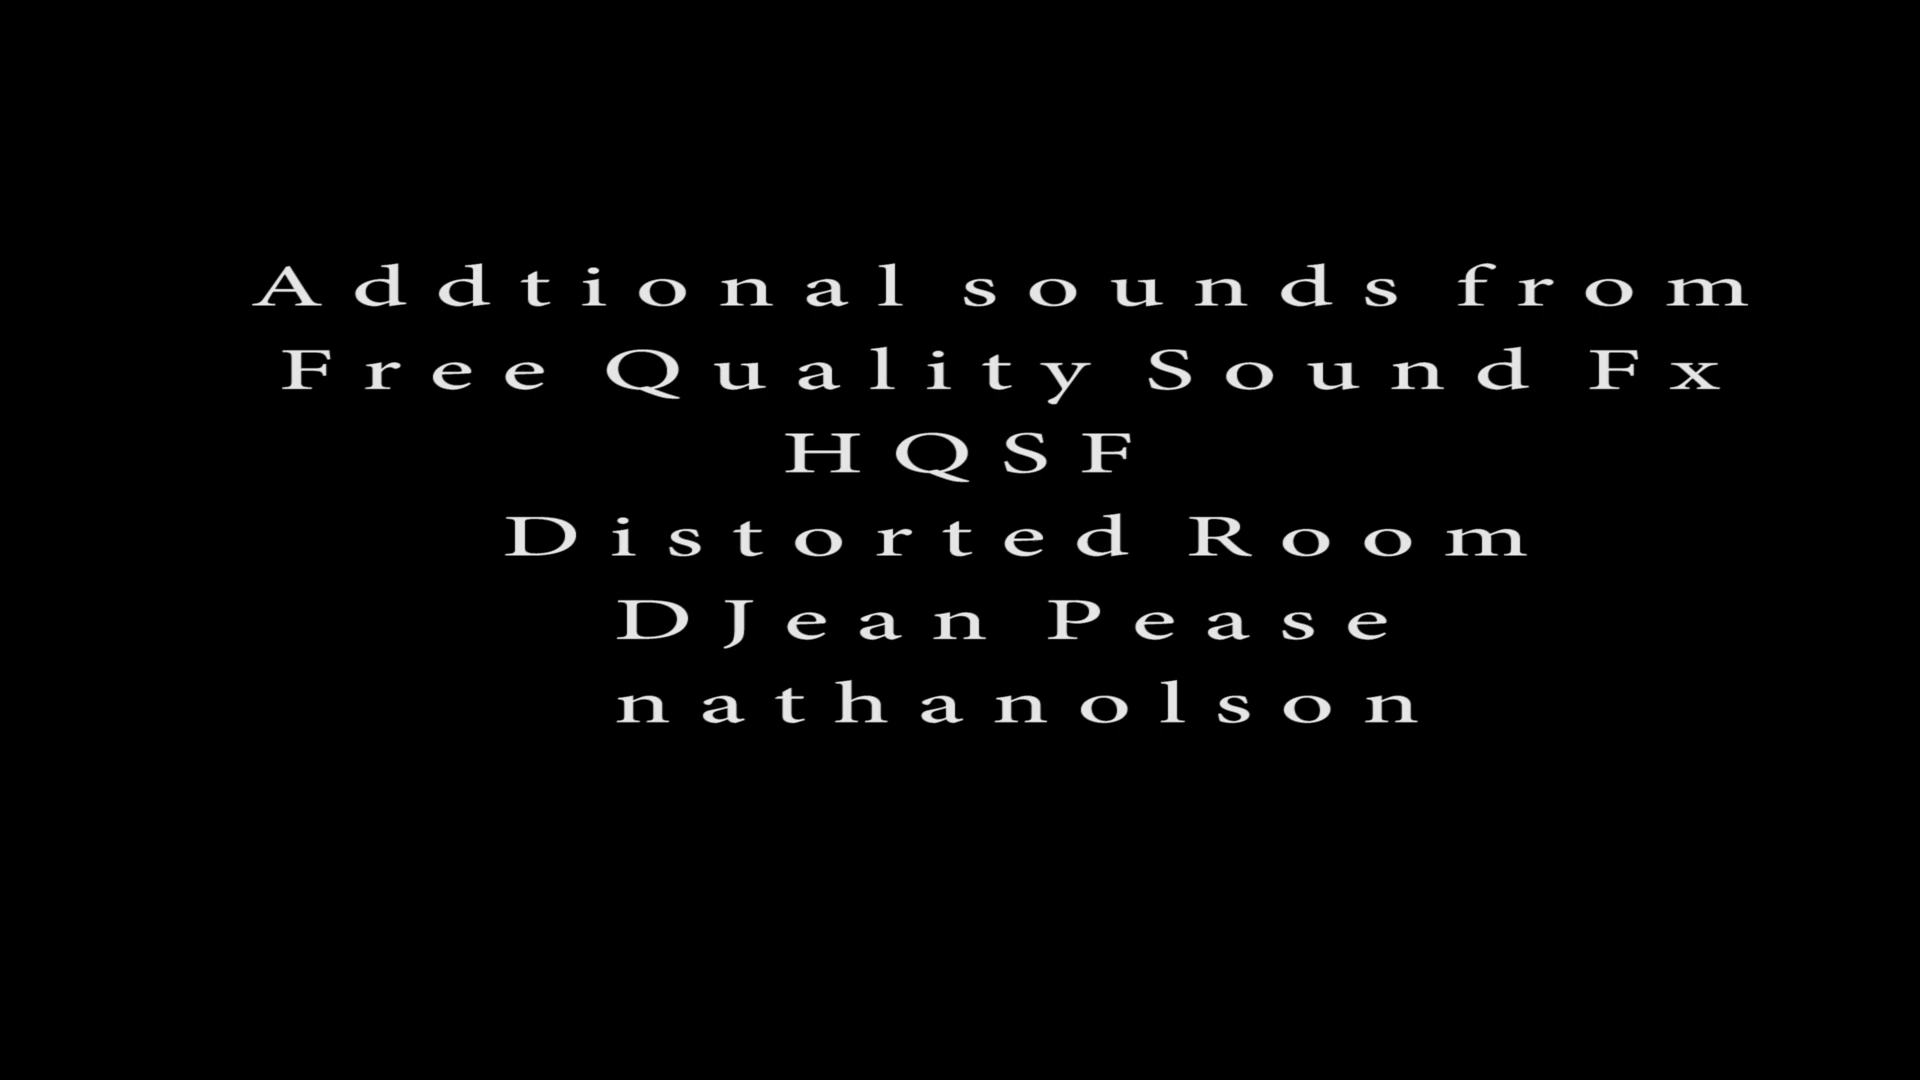 Addtional sounds from
Free Quality Sound Fx
HQSF
Distorted Room
DJean Pease
nathanolson